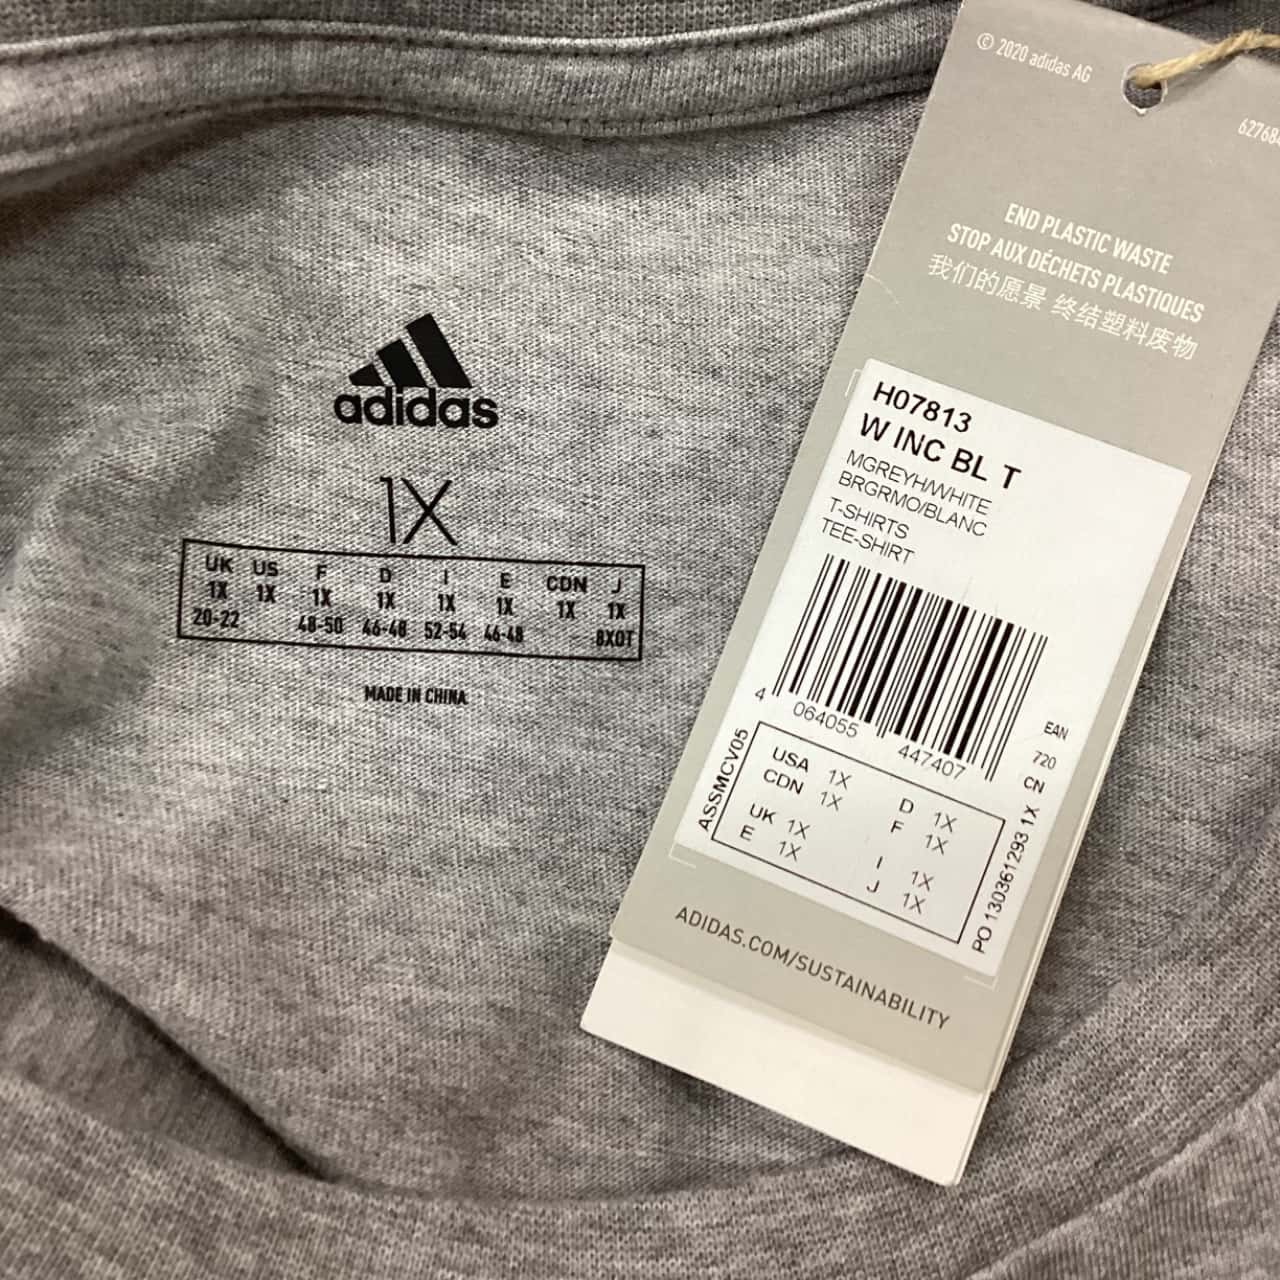 adidas
1X
UK US F D I E CDN J
1X 1X 1X 1X 1X 1X 1X 1X
20-22 48-50 46-48 52-54 46-48 8XOT
MADE IN CHINA
© 2020 adidas AG
END PLASTIC WASTE
STOP AUX DÉCHETS PLASTIQUES
我们的愿景 终结塑料废物
H07813
W INC BL T
MGREYH/WHITE
BRGRMO/BLANC
T-SHIRTS
TEE-SHIRT
4 064055 447407
EAN
720
CN
ASSMCV05
USA 1X D 1X
CDN 1X F 1X
UK 1X I 1X
E 1X J 1X
PO 130361293 1X
ADIDAS.COM/SUSTAINABILITY